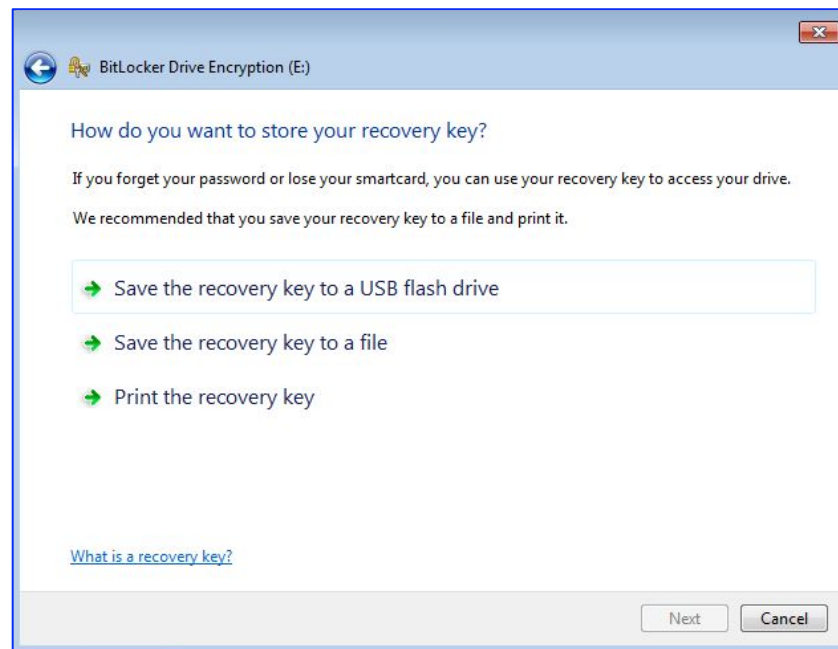 BitLocker Drive Encryption (E:)
How do you want to store your recovery key?
If you forget your password or lose your smartcard, you can use your recovery key to access your drive.
We recommended that you save your recovery key to a file and print it.
Save the recovery key to a USB flash drive
Save the recovery key to a file
Print the recovery key
What is a recovery key?
Next Cancel